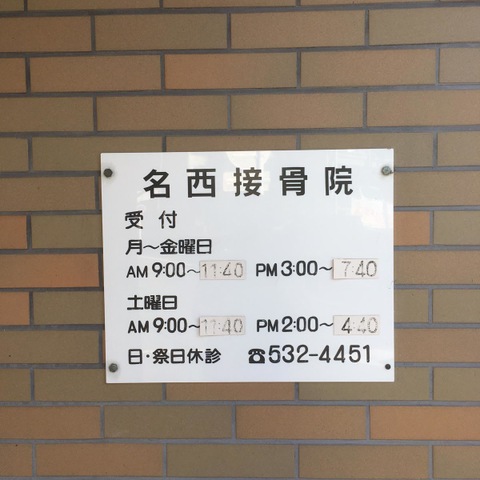 名西接骨院
受付
月～金曜日
AM 9:00～11:40 PM 3:00～7:40
土曜日
AM 9:00～11:40 PM 2:00～4:40
日・祭日休診 ☎532-4451